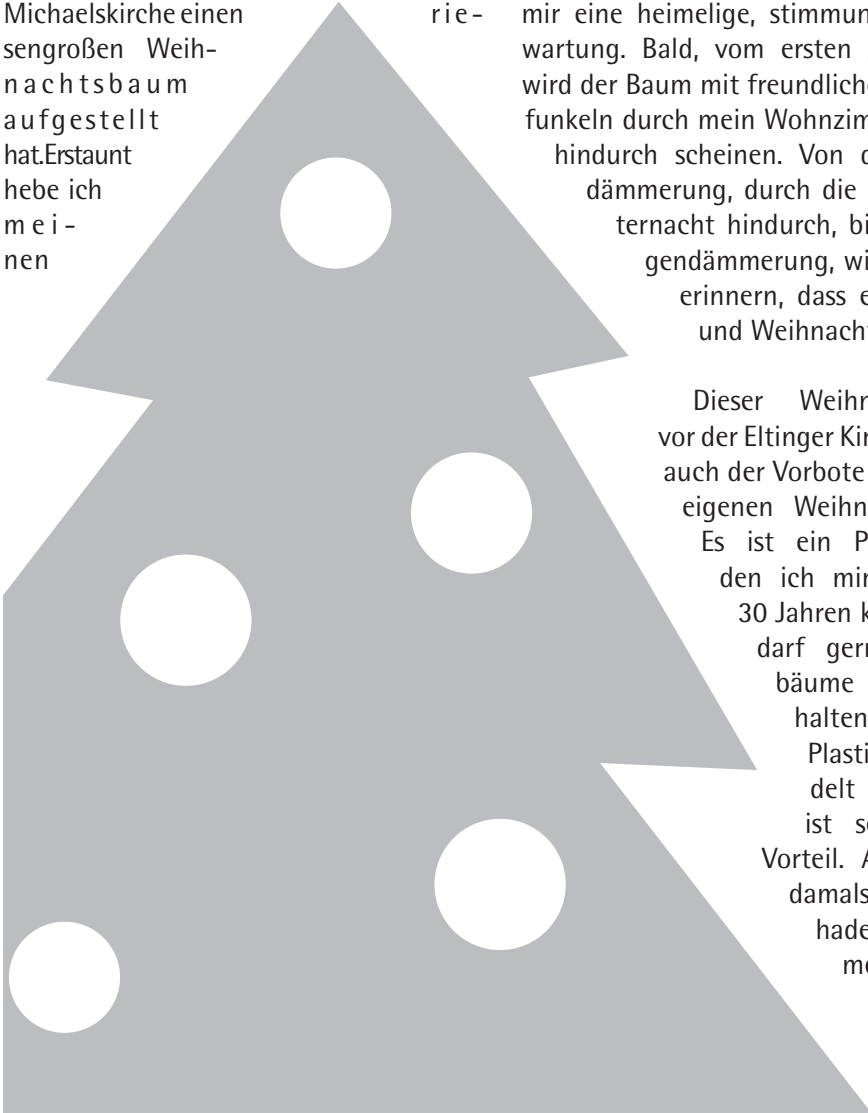 Michaelskirche einen rie-
sengroßen Weih-
nachtsbaum
aufgestellt
hat.Erstaunt
hebe ich
mei-
nen
mir eine heimelige, stimmun
wartung. Bald, vom ersten
wird der Baum mit freundliche
funkeln durch mein Wohnzim
hindurch scheinen. Von d
dämmerung, durch die
ternacht hindurch, bi
gendämmerung, wi
erinnern, dass e
und Weihnacht
Dieser Weihn
vor der Eltinger Kir
auch der Vorbote
eigenen Weihn
Es ist ein P
den ich mir
30 Jahren k
darf gern
bäume
halten
Plasti
delt
ist s
Vorteil.
damals
hade
me